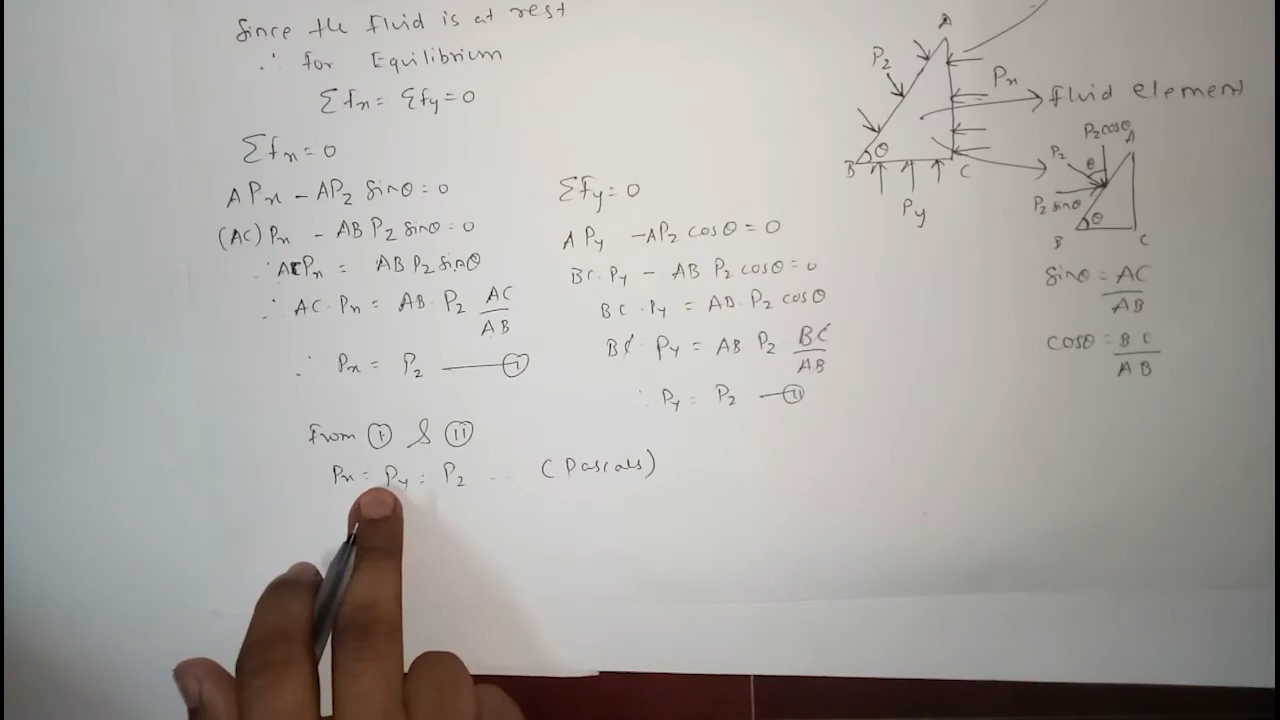 Since the fluid is at rest
∴ for Equilibrium
Σfx = Σfy = 0
Σfx = 0
A Px - AP2 sinθ = 0
(AC) Px - AB P2 sinθ = 0
∴ AC Px = AB P2 sinθ
∴ AC · Px = AB · P2 AC/AB
∴ Px = P2 —— I
Σfy = 0
A Py - AP2 cosθ = 0
BC · Py - AB P2 cosθ = 0
BC · Py = AB · P2 cosθ
BC · Py = AB P2 BC/AB
∴ Py = P2 — II
From I & II
Px = Py = P2 ... (Pascals)
A
P2
Px
fluid element
B
θ
C
Py
P2 cosθ
A
P2
θ
P2 sinθ
θ
B
C
sinθ = AC/AB
cosθ = BC/AB